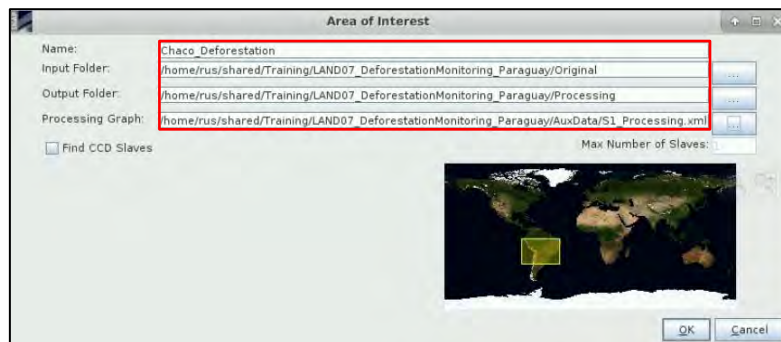 Area of Interest
Name: Chaco_Deforestation
Input Folder: /home/rus/shared/Training/LAND07_DeforestationMonitoring_Paraguay/Original ...
Output Folder: /home/rus/shared/Training/LAND07_DeforestationMonitoring_Paraguay/Processing ...
Processing Graph: /home/rus/shared/Training/LAND07_DeforestationMonitoring_Paraguay/AuxData/S1_Processing.xml ...
Find CCD Slaves Max Number of Slaves: 1
OK Cancel